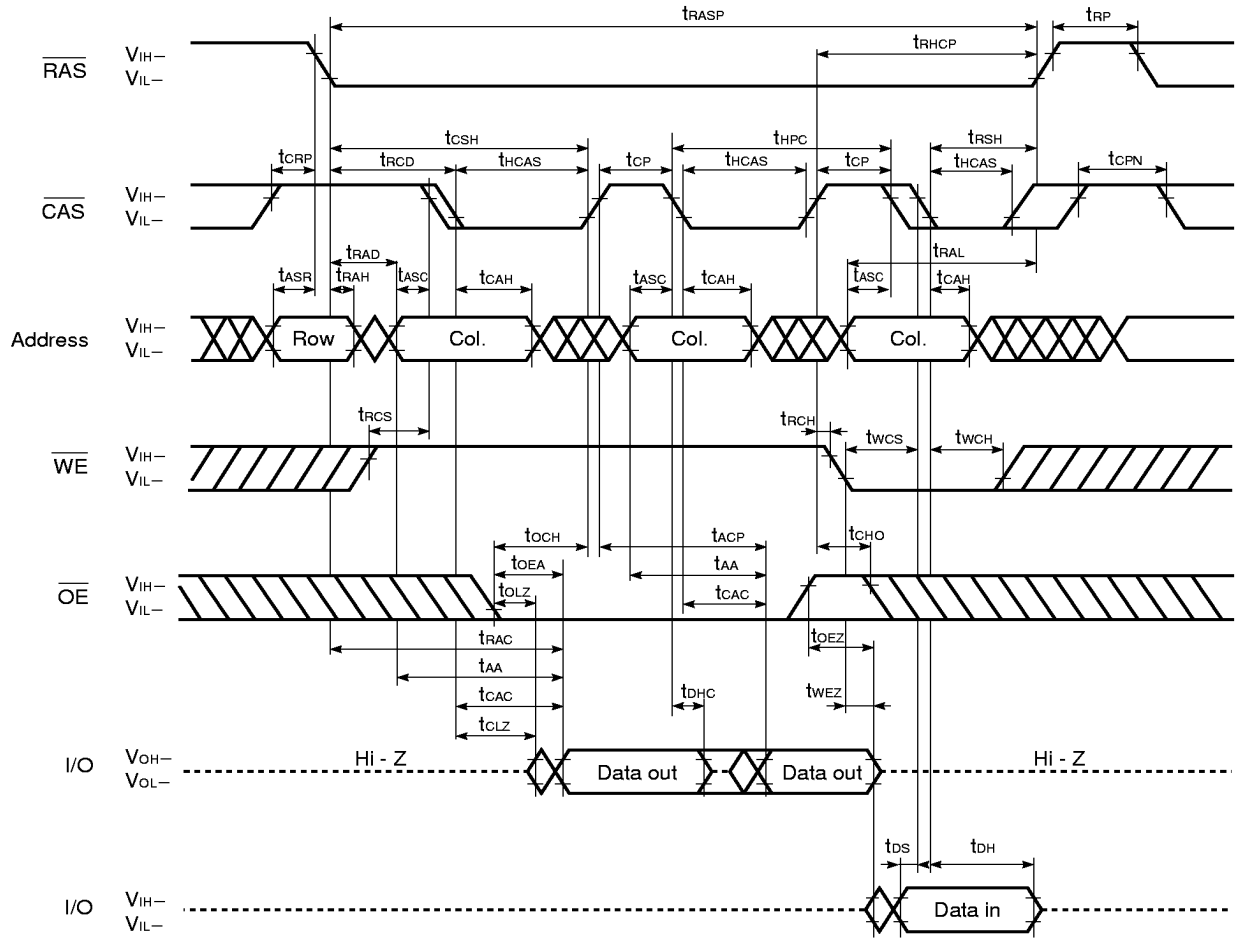 tRASP
tRP
tRHCP
RAS
VIH–
VIL–
tCSH
tHPC
tRSH
tCRP
tRCD
tHCAS
tCP
tHCAS
tCP
tHCAS
tCPN
CAS
VIH–
VIL–
tRAD
tRAL
tASR
tRAH
tASC
tCAH
tASC
tCAH
tASC
tCAH
Address
VIH–
VIL–
Row
Col.
Col.
Col.
tRCS
tRCH
tWCS
tWCH
WE
VIH–
VIL–
tOCH
tACP
tCHO
tOEA
tAA
tOLZ
tCAC
OE
VIH–
VIL–
tRAC
tOEZ
tAA
tCAC
tDHC
tWEZ
tCLZ
I/O
VOH–
VOL–
Hi - Z
Data out
Data out
Hi - Z
tDS
tDH
I/O
VIH–
VIL–
Data in